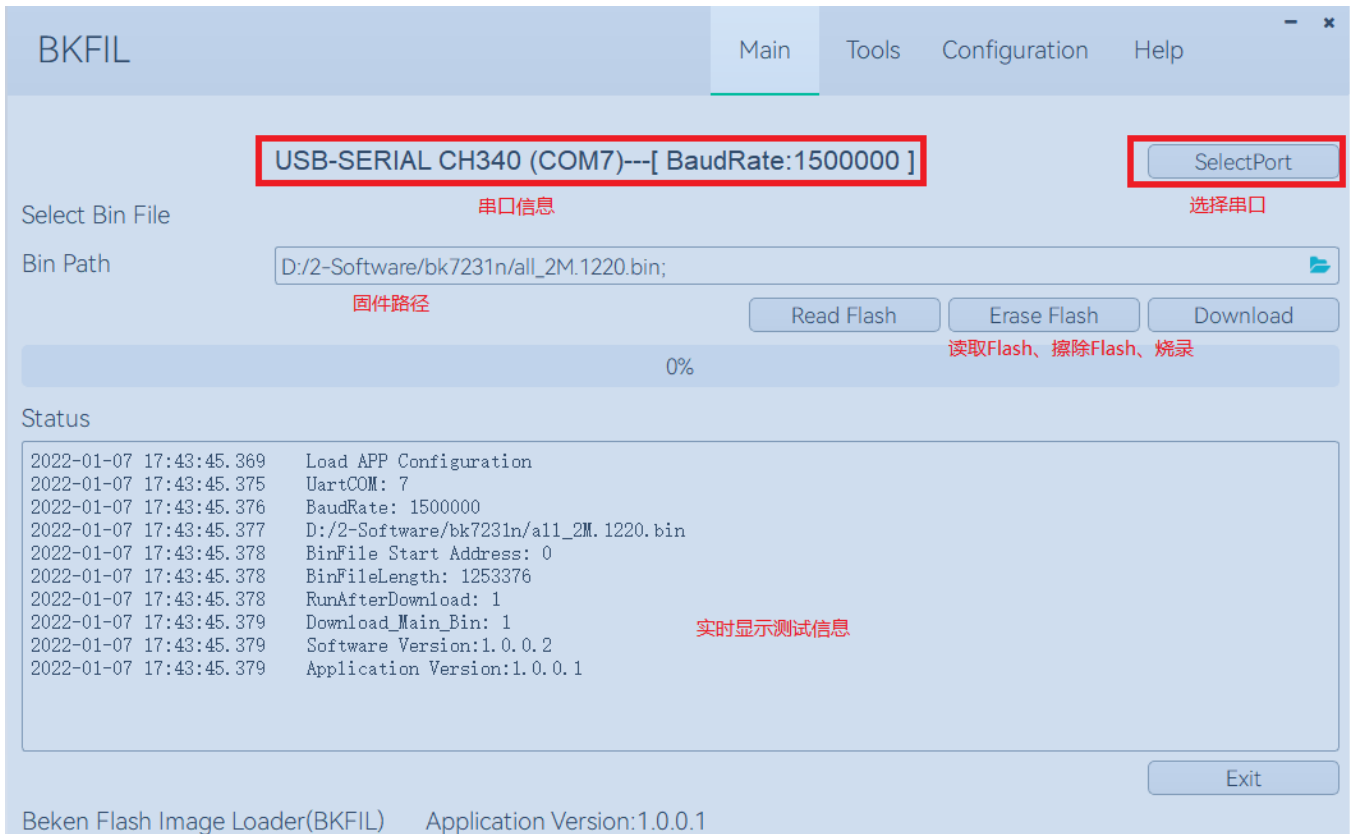 BKFIL
Main Tools Configuration Help
USB-SERIAL CH340 (COM7)---[ BaudRate:1500000 ]
SelectPort
串口信息
选择串口
Select Bin File
Bin Path
D:/2-Software/bk7231n/all_2M.1220.bin;
固件路径
Read Flash
Erase Flash
Download
读取Flash、擦除Flash、烧录
0%
Status
2022-01-07 17:43:45.369 Load APP Configuration
2022-01-07 17:43:45.375 UartCOM: 7
2022-01-07 17:43:45.376 BaudRate: 1500000
2022-01-07 17:43:45.377 D:/2-Software/bk7231n/all_2M.1220.bin
2022-01-07 17:43:45.378 BinFile Start Address: 0
2022-01-07 17:43:45.378 BinFileLength: 1253376
2022-01-07 17:43:45.378 RunAfterDownload: 1
2022-01-07 17:43:45.379 Download_Main_Bin: 1
2022-01-07 17:43:45.379 Software Version:1.0.0.2
2022-01-07 17:43:45.379 Application Version:1.0.0.1
实时显示测试信息
Exit
Beken Flash Image Loader(BKFIL) Application Version:1.0.0.1